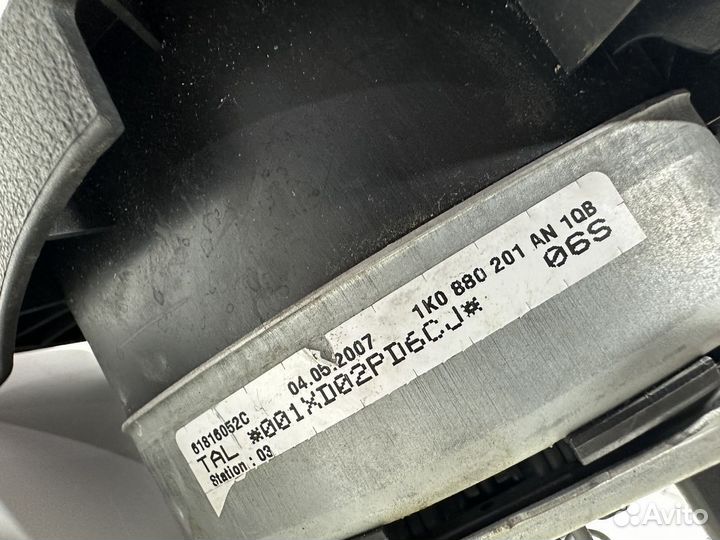 61816052C 04.05.2007 1K0 880 201 AN 1QB
TAL *001XD02PD6CJ* 06S
Station : 03
Avito